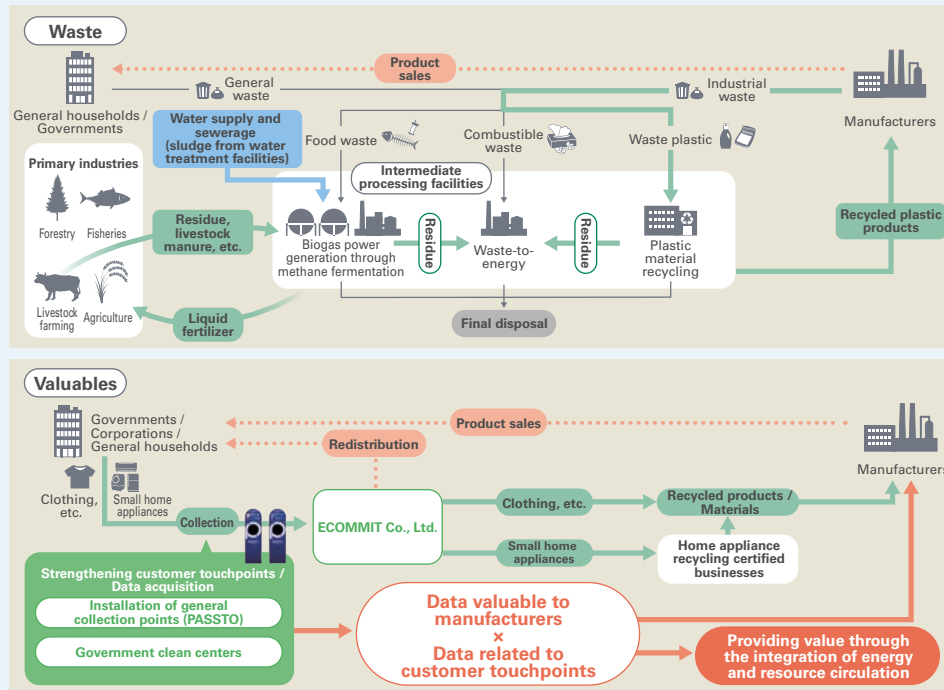 Waste
Product
sales
General
waste
Industrial
waste
General households /
Governments
Manufacturers
Water supply and
sewerage
(sludge from water
treatment facilities)
Food waste
Combustible
waste
Waste plastic
Primary industries
Forestry
Fisheries
Livestock
farming
Agriculture
Intermediate
processing facilities
Residue,
livestock
manure, etc.
Biogas power
generation through
methane fermentation
Residue
Waste-to-
energy
Residue
Plastic
material
recycling
Recycled plastic
products
Liquid
fertilizer
Final disposal
Valuables
Governments /
Corporations /
General households
Product sales
Redistribution
Manufacturers
Clothing,
etc.
Small home
appliances
Collection
ECOMMIT Co., Ltd.
Clothing, etc.
Recycled products /
Materials
Small home
appliances
Home appliance
recycling certified
businesses
Strengthening customer touchpoints /
Data acquisition
Installation of general
collection points (PASSTO)
Government clean centers
Data valuable to
manufacturers
×
Data related to
customer touchpoints
Providing value through
the integration of energy
and resource circulation